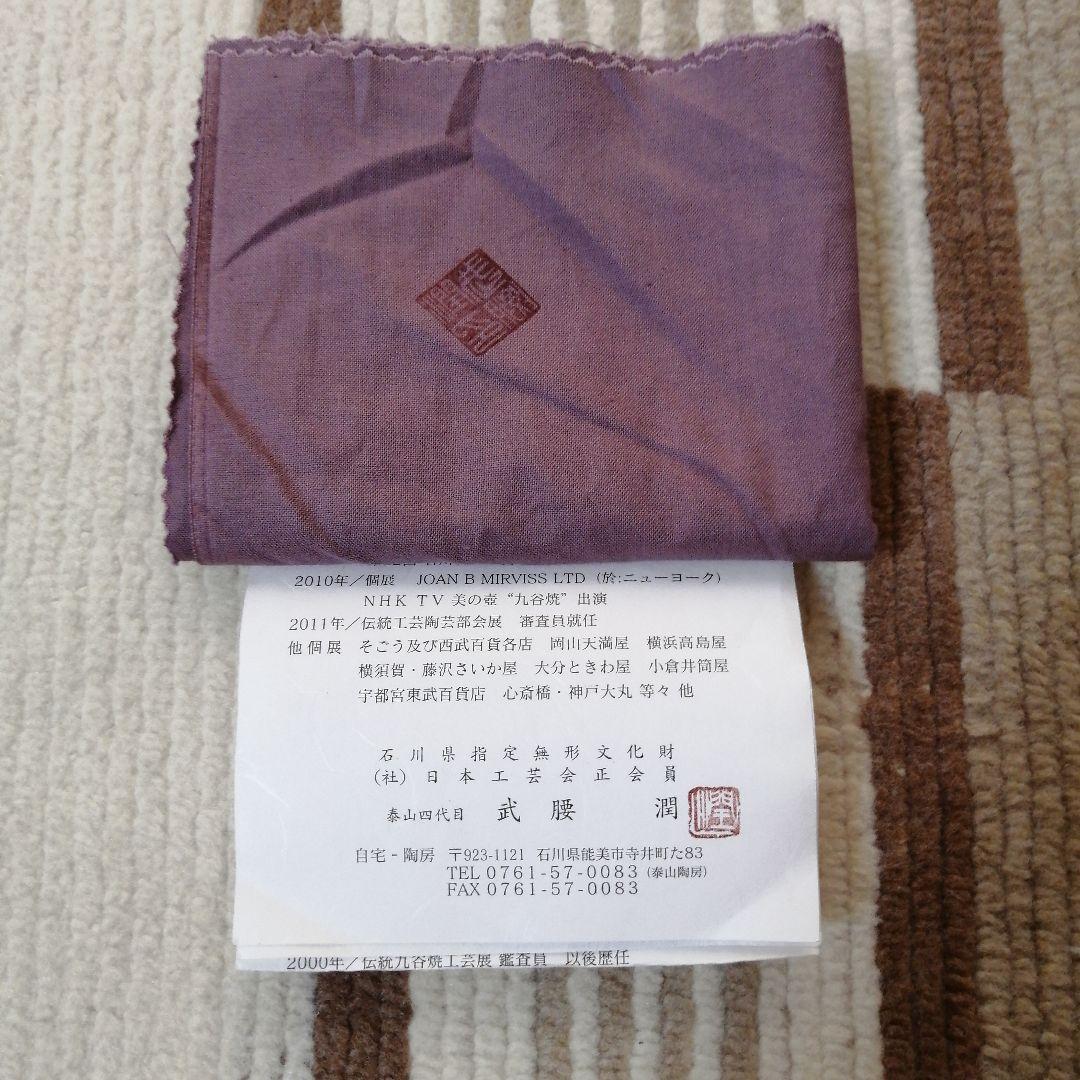 2010年/個展 JOAN B MIRVISS LTD (於:ニューヨーク)
NHK TV 美の壺 “九谷焼” 出演
2011年/伝統工芸陶芸部会展 審査員就任
他個展 そごう及び西武百貨各店 岡山天満屋 横浜高島屋
横須賀・藤沢さいか屋 大分ときわ屋 小倉井筒屋
宇都宮東武百貨店 心斎橋・神戸大丸 等々 他
石川県指定無形文化財
(社)日本工芸会正会員
泰山四代目 武腰 潤
潤
自宅-陶房 〒923-1121 石川県能美市寺井町た83
TEL 0761-57-0083 (泰山陶房)
FAX 0761-57-0083
2000年/伝統九谷焼工芸展 鑑査員 以後歴任